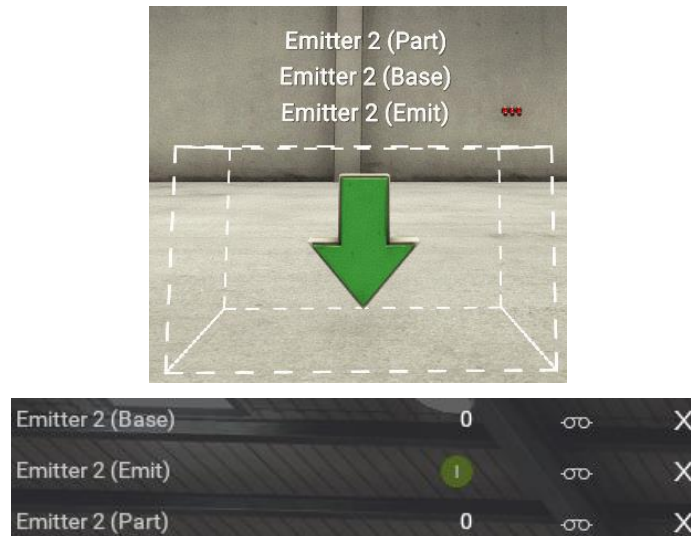 Emitter 2 (Part)
Emitter 2 (Base)
Emitter 2 (Emit)
Emitter 2 (Base) 0 X
Emitter 2 (Emit) I X
Emitter 2 (Part) 0 X